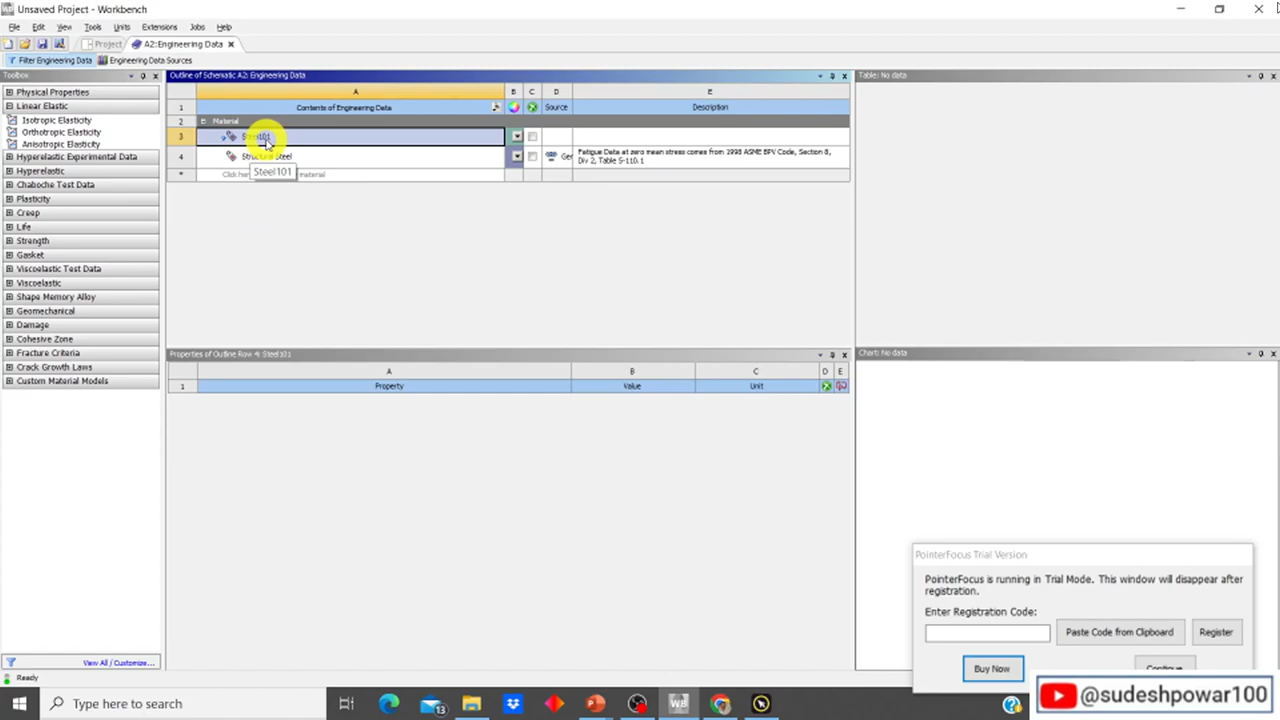 Unsaved Project - Workbench
File Edit View Tools Units Extensions Jobs Help
Project
A2:Engineering Data
Filter Engineering Data
Engineering Data Sources
Toolbox
Physical Properties
Linear Elastic
Isotropic Elasticity
Orthotropic Elasticity
Anisotropic Elasticity
Hyperelastic Experimental Data
Hyperelastic
Chaboche Test Data
Plasticity
Creep
Life
Strength
Gasket
Viscoelastic Test Data
Viscoelastic
Shape Memory Alloy
Geomechanical
Damage
Cohesive Zone
Fracture Criteria
Crack Growth Laws
Custom Material Models
View All / Customize...
Outline of Schematic A2: Engineering Data
A B C D E
1 Contents of Engineering Data Source Description
2 Material
3 Steel101
4 Structural Steel Ger Fatigue Data at zero mean stress comes from 1998 ASME BPV Code, Section 8,
Div 2, Table 5-110.1
Steel101
* Click her material
Properties of Outline Row 4: Steel101
A B C D E
1 Property Value Unit
Table: No data
Chart: No data
PointerFocus Trial Version
PointerFocus is running in Trial Mode. This window will disappear after
registration.
Enter Registration Code:
Paste Code from Clipboard
Register
Buy Now
Continue
Ready
Type here to search
13
WB
@sudeshpowar100